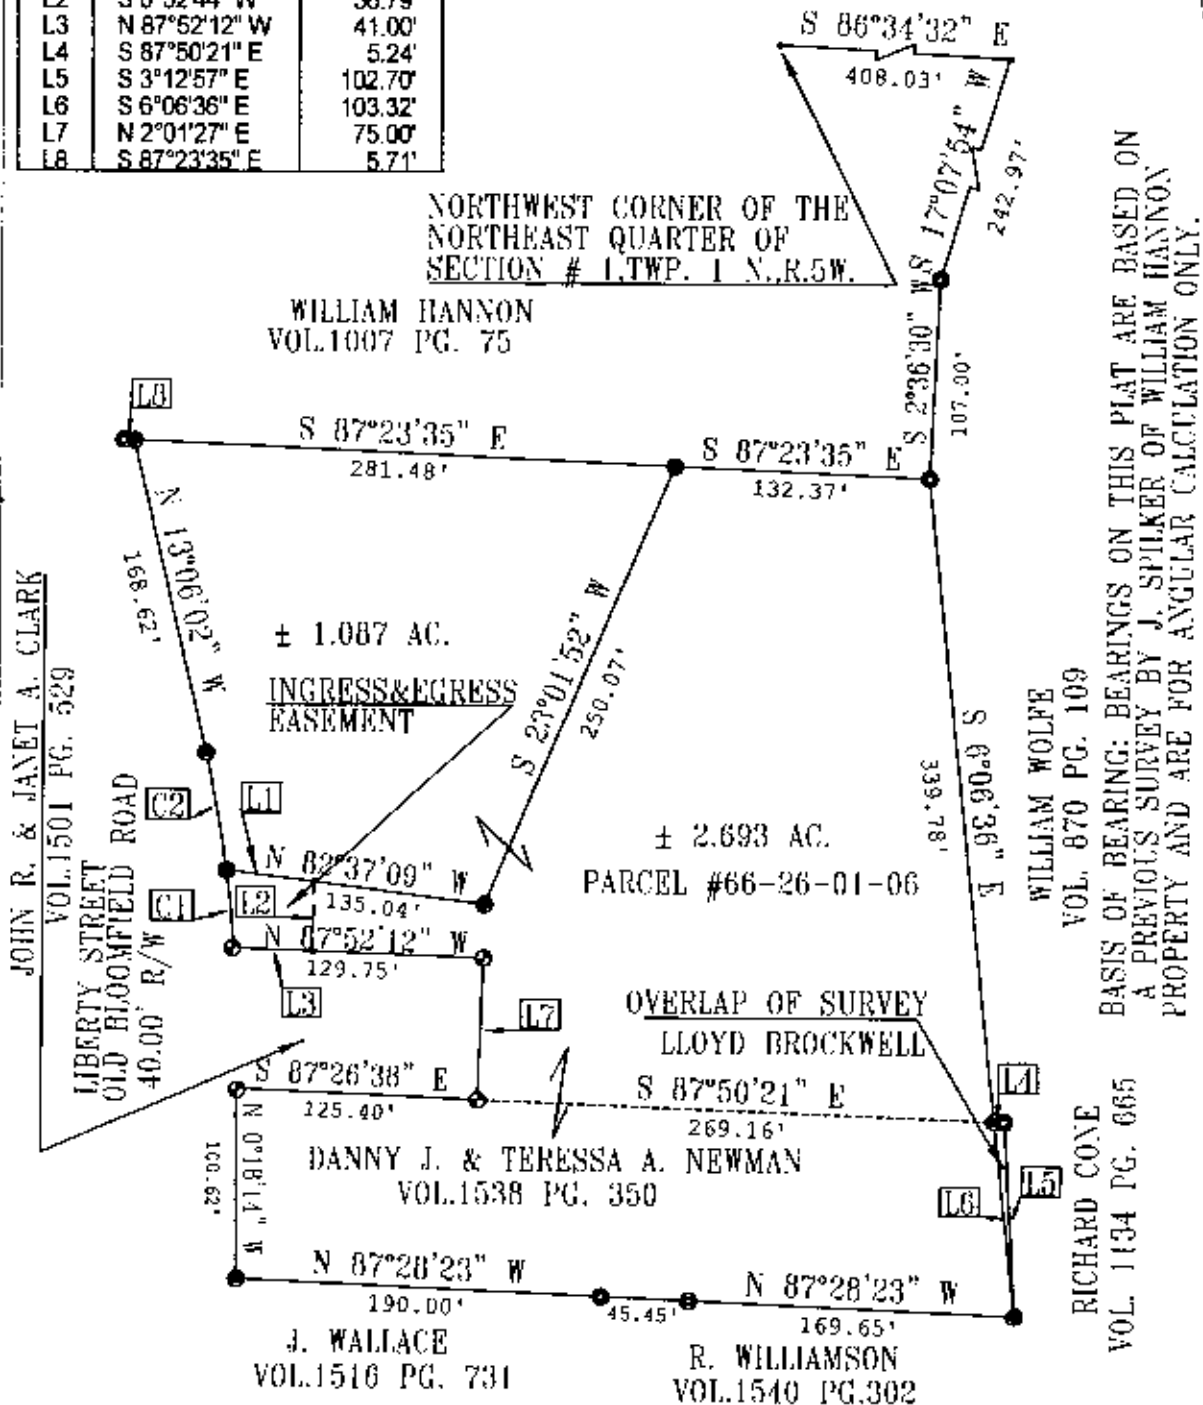 L3 N 87°52'12" W 41.00'
L4 S 87°50'21" E 5.24'
L5 S 3°12'57" E 102.70'
L6 S 6°06'36" E 103.32'
L7 N 2°01'27" E 75.00'
L8 S 87°23'35" E 5.71'
S 86°34'32" E
408.03'
S 17°07'54" W
242.97'
NORTHWEST CORNER OF THE
NORTHEAST QUARTER OF
SECTION # 1,TWP. 1 N.,R.5W.
WILLIAM HANNON
VOL.1007 PG. 75
S 2°36'30" W
107.00'
L8
S 87°23'35" E
281.48'
S 87°23'35" E
132.37'
N 13°06'02" W
168.62'
± 1.087 AC.
INGRESS&EGRESS
EASEMENT
S 23°01'52" W
250.07'
S 6°06'36" E
339.78'
JOHN R. & JANET A. CLARK
VOL.1501 PG. 529
LIBERTY STREET
OLD BLOOMFIELD ROAD
40.00' R/W
C2
L1
N 82°37'09" W
135.04'
± 2.693 AC.
PARCEL #66-26-01-06
C1
L2
N 87°52'12" W
129.75'
L3
L7
OVERLAP OF SURVEY
LLOYD BROCKWELL
S 87°26'38" E
125.40'
S 87°50'21" E
269.16'
L4
N 0°18'14" W
100.62'
DANNY J. & TERESSA A. NEWMAN
VOL.1538 PG. 350
L6
L5
N 87°28'23" W
190.00'
45.45'
N 87°28'23" W
169.65'
J. WALLACE
VOL.1516 PG. 731
R. WILLIAMSON
VOL.1540 PG.302
WILLIAM WOLFE
VOL. 870 PG. 109
RICHARD CONE
VOL. 1134 PG. 665
BASIS OF BEARING: BEARINGS ON THIS PLAT ARE BASED ON
A PREVIOUS SURVEY BY J. SPILKER OF WILLIAM HANNON
PROPERTY AND ARE FOR ANGULAR CALCULATION ONLY.